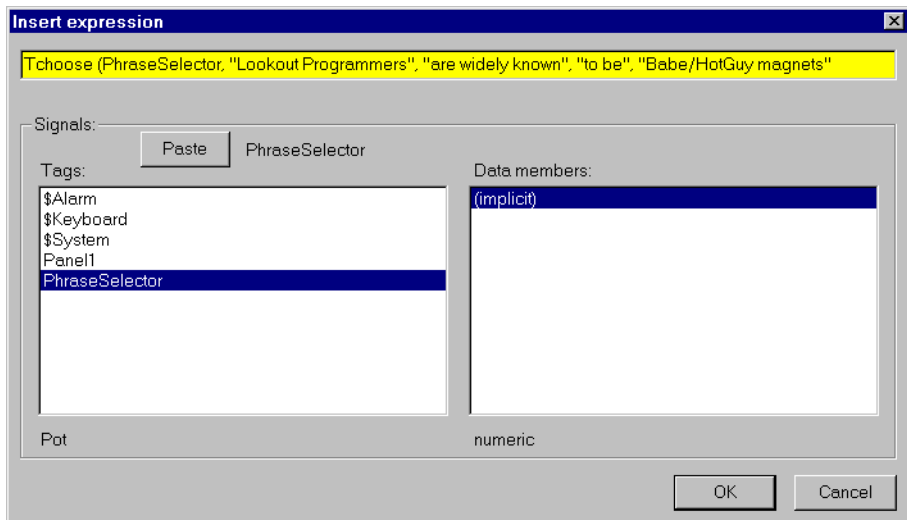 Insert expression
Tchoose (PhraseSelector, "Lookout Programmers", "are widely known", "to be", "Babe/HotGuy magnets"
Signals:
Paste PhraseSelector
Tags: Data members:
$Alarm (implicit)
$Keyboard
$System
Panel1
PhraseSelector
Pot numeric
OK Cancel